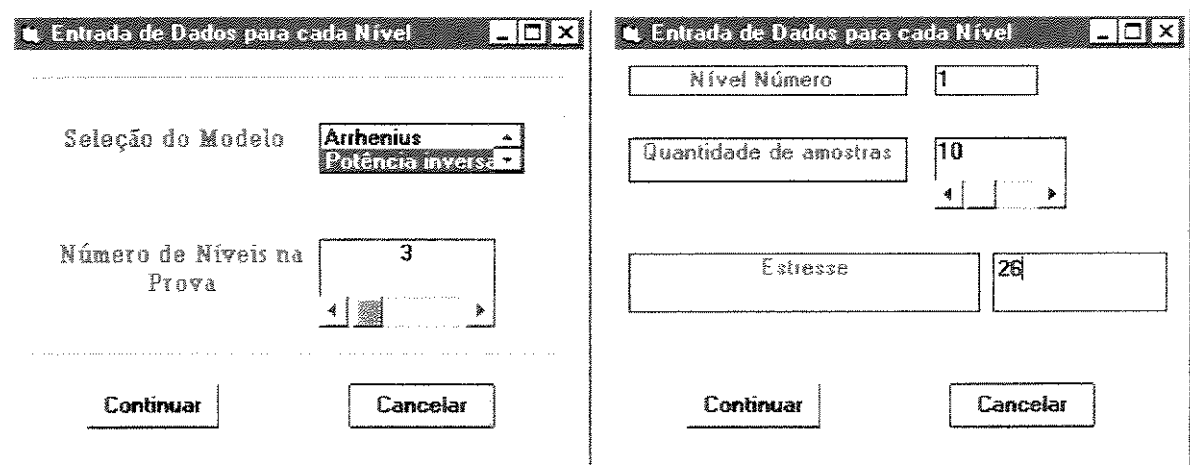 Entrada de Dados para cada Nível
Seleção do Modelo
Arrhenius
Potência inversa
Número de Níveis na
Prova
3
Continuar
Cancelar
Entrada de Dados para cada Nível
Nível Número
1
Quantidade de amostras
10
Estresse
26
Continuar
Cancelar